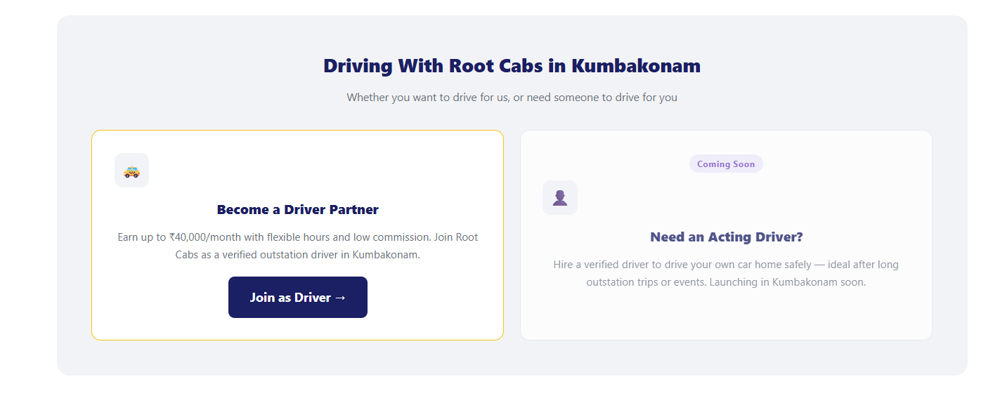 Driving With Root Cabs in Kumbakonam
Whether you want to drive for us, or need someone to drive for you
Become a Driver Partner
Earn up to ₹40,000/month with flexible hours and low commission. Join Root
Cabs as a verified outstation driver in Kumbakonam.
Join as Driver →
Coming Soon
Need an Acting Driver?
Hire a verified driver to drive your own car home safely — ideal after long
outstation trips or events. Launching in Kumbakonam soon.